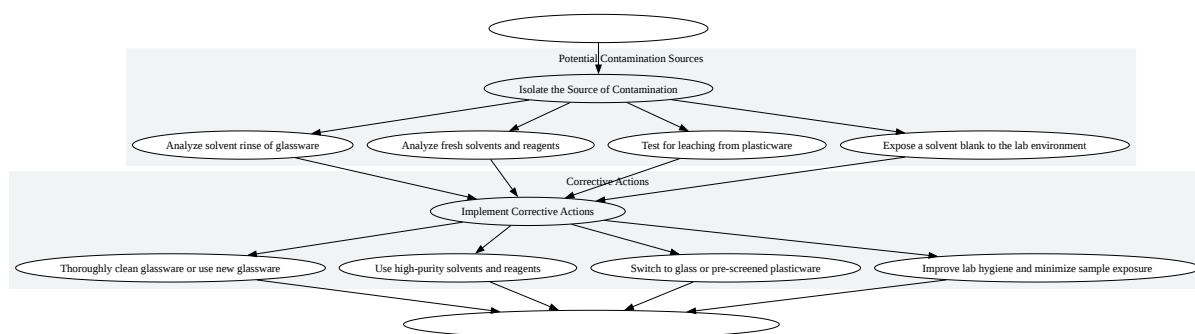 Potential Contamination Sources
Isolate the Source of Contamination
Analyze solvent rinse of glassware
Analyze fresh solvents and reagents
Test for leaching from plasticware
Expose a solvent blank to the lab environment
Corrective Actions
Implement Corrective Actions
Thoroughly clean glassware or use new glassware
Use high-purity solvents and reagents
Switch to glass or pre-screened plasticware
Improve lab hygiene and minimize sample exposure